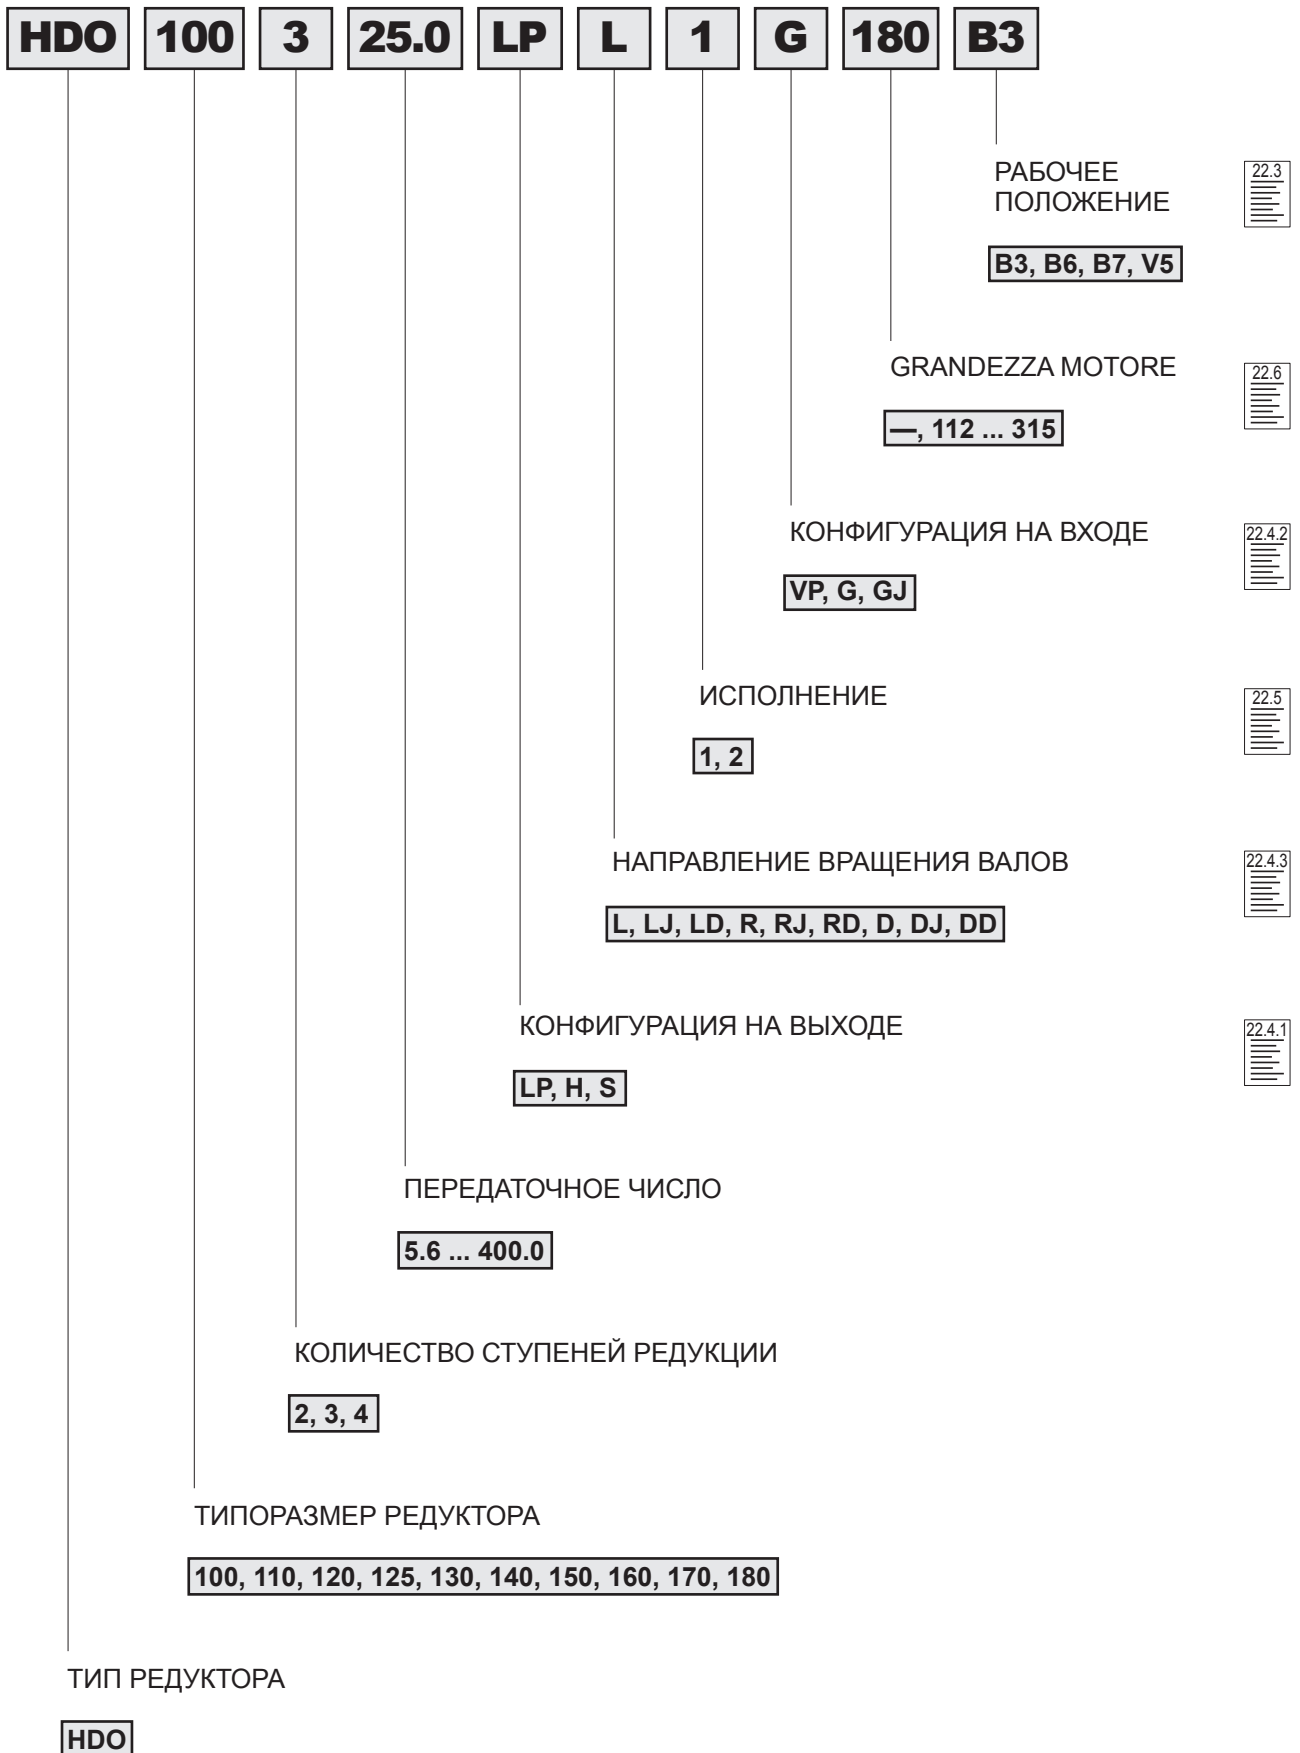 HDO 100 3 25.0 LP L 1 G 180 B3
РАБОЧЕЕ
ПОЛОЖЕНИЕ
22.3
B3, B6, B7, V5
GRANDEZZA MOTORE
22.6
—, 112 ... 315
КОНФИГУРАЦИЯ НА ВХОДЕ
22.4.2
VP, G, GJ
ИСПОЛНЕНИЕ
22.5
1, 2
НАПРАВЛЕНИЕ ВРАЩЕНИЯ ВАЛОВ
22.4.3
L, LJ, LD, R, RJ, RD, D, DJ, DD
КОНФИГУРАЦИЯ НА ВЫХОДЕ
22.4.1
LP, H, S
ПЕРЕДАТОЧНОЕ ЧИСЛО
5.6 ... 400.0
КОЛИЧЕСТВО СТУПЕНЕЙ РЕДУКЦИИ
2, 3, 4
ТИПОРАЗМЕР РЕДУКТОРА
100, 110, 120, 125, 130, 140, 150, 160, 170, 180
ТИП РЕДУКТОРА
HDO